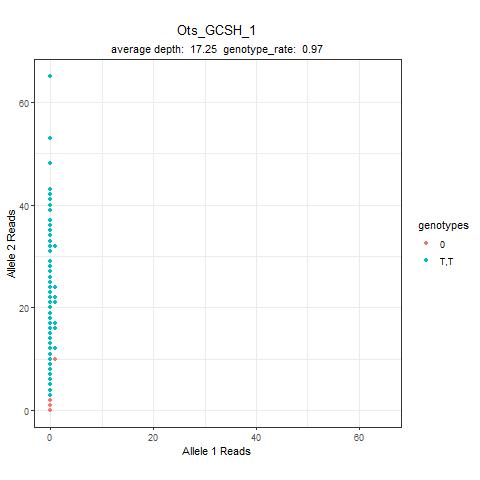 Ots_GCSH_1
average depth: 17.25 genotype_rate: 0.97
60
40
20
0
Allele 2 Reads
0 20 40 60
Allele 1 Reads
genotypes
0
T,T